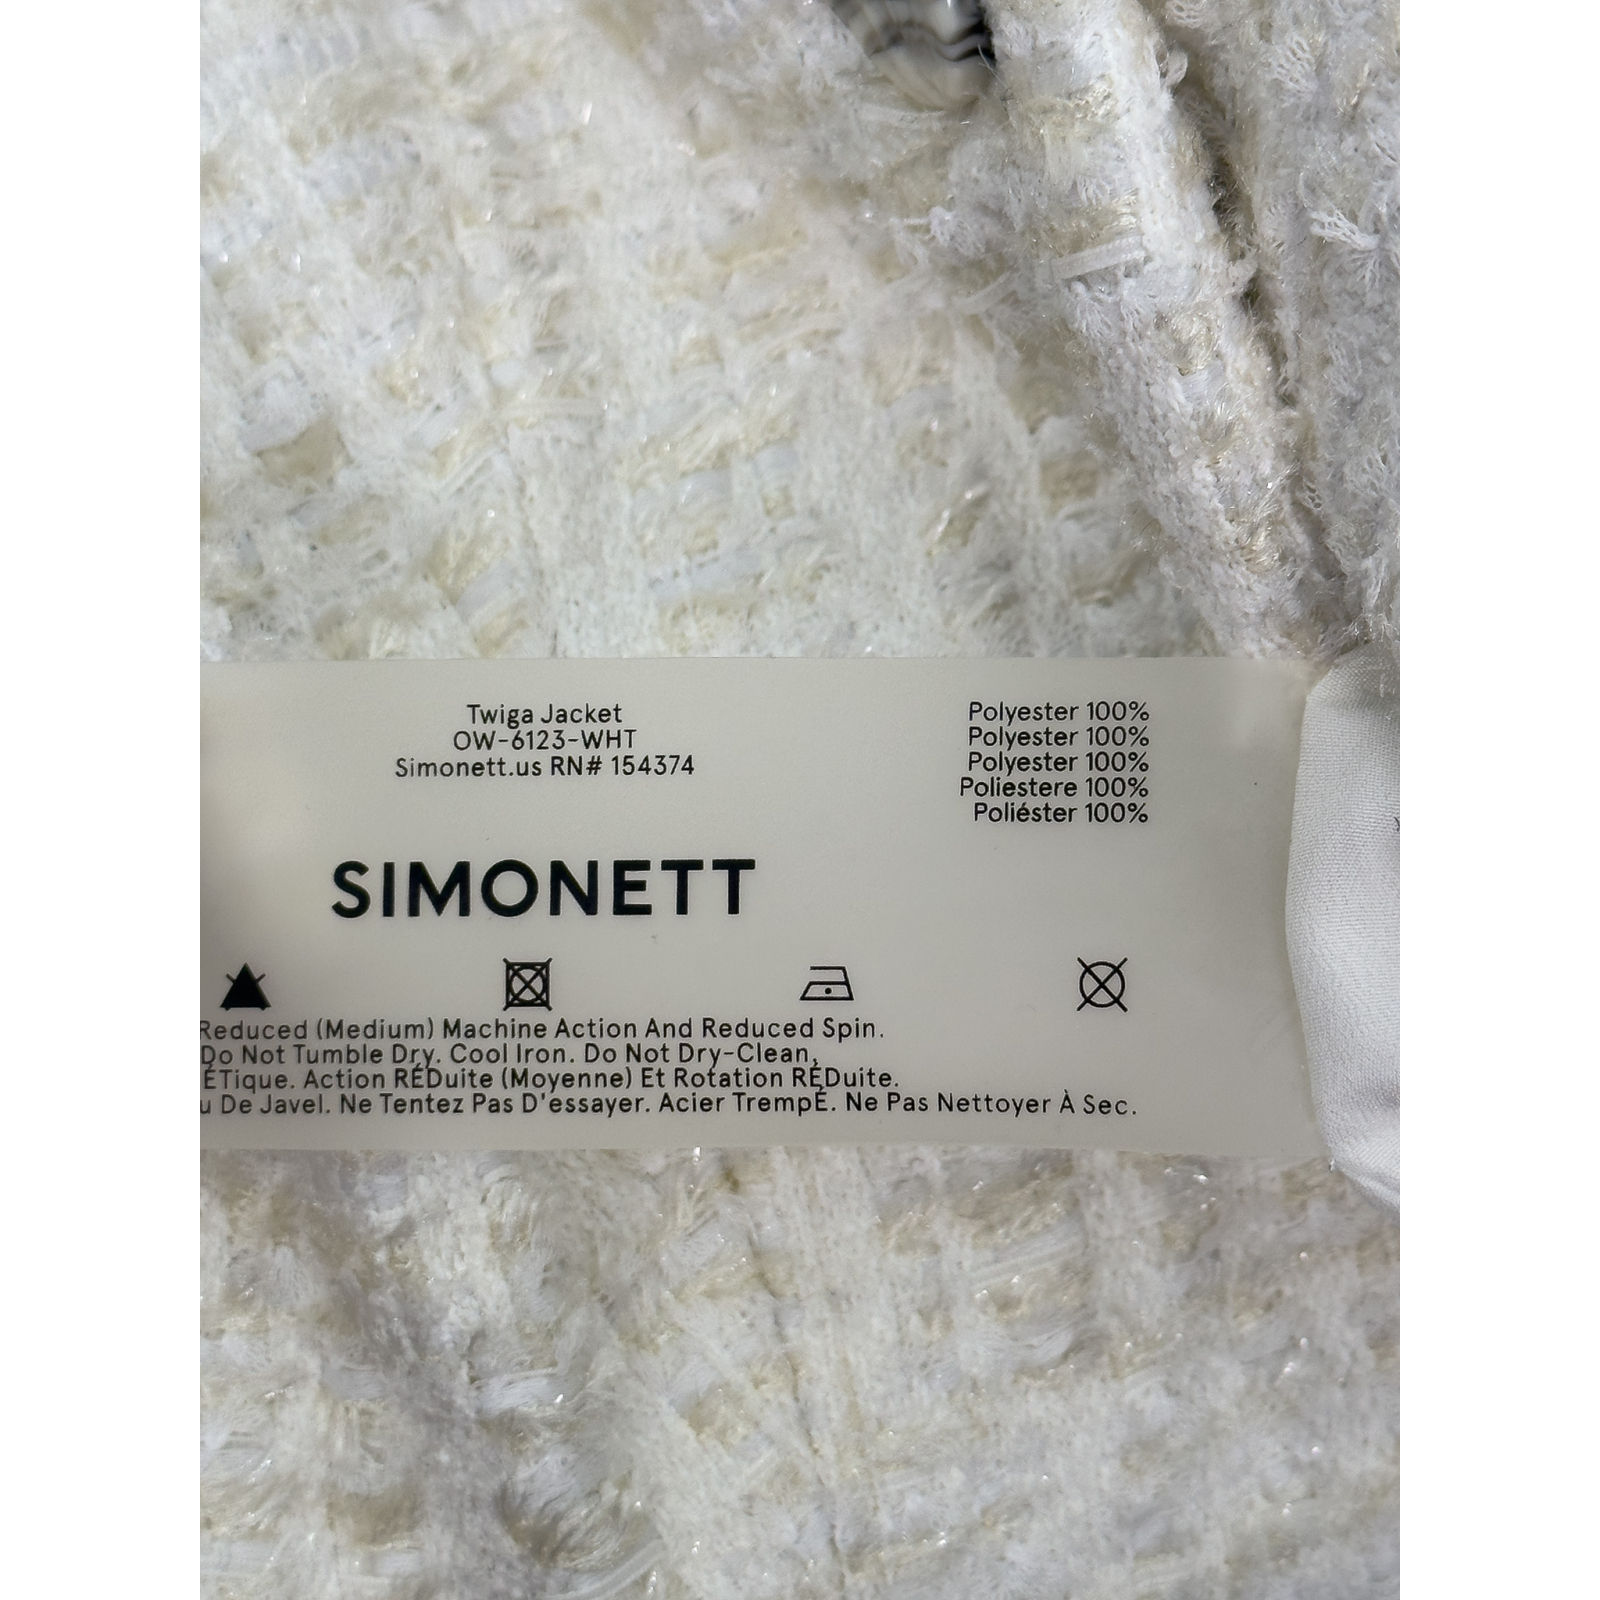 Twiga Jacket
OW-6123-WHT
Simonett.us RN# 154374
Polyester 100%
Polyester 100%
Polyester 100%
Poliestere 100%
Poliéster 100%
SIMONETT
Reduced (Medium) Machine Action And Reduced Spin.
Do Not Tumble Dry. Cool Iron. Do Not Dry-Clean,
ÉTique. Action RÉDuite (Moyenne) Et Rotation RÉDuite.
u De Javel. Ne Tentez Pas D'essayer. Acier TrempÉ. Ne Pas Nettoyer À Sec.